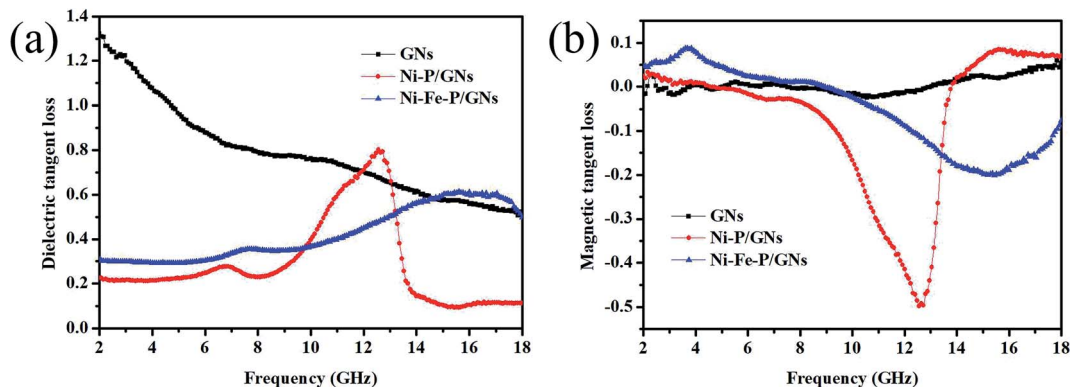 (a)
Dielectric tangent loss
1.4
1.2
1.0
0.8
0.6
0.4
0.2
0.0
GNs
Ni-P/GNs
Ni-Fe-P/GNs
2 4 6 8 10 12 14 16 18
Frequency (GHz)
(b)
Magnetic tangent loss
0.1
0.0
-0.1
-0.2
-0.3
-0.4
-0.5
GNs
Ni-P/GNs
Ni-Fe-P/GNs
2 4 6 8 10 12 14 16 18
Frequency (GHz)